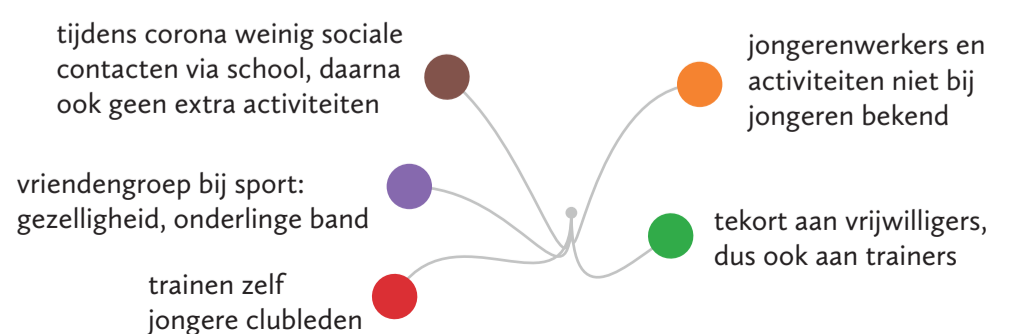 tijdens corona weinig sociale
contacten via school, daarna
ook geen extra activiteiten
jongerenwerkers en
activiteiten niet bij
jongeren bekend
vriendengroep bij sport:
gezelligheid, onderlinge band
tekort aan vrijwilligers,
dus ook aan trainers
trainen zelf
jongere clubleden